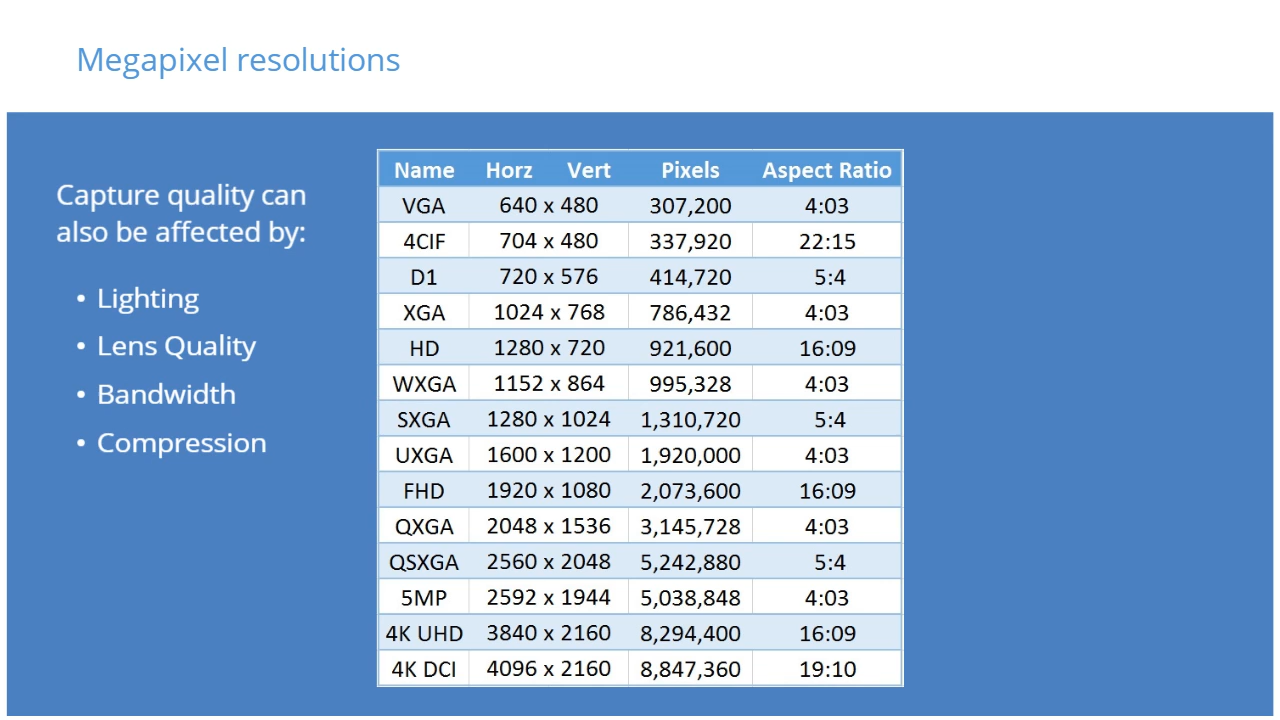 Megapixel resolutions
Capture quality can
also be affected by:
• Lighting
• Lens Quality
• Bandwidth
• Compression
Name Horz Vert Pixels Aspect Ratio
VGA 640 x 480 307,200 4:03
4CIF 704 x 480 337,920 22:15
D1 720 x 576 414,720 5:4
XGA 1024 x 768 786,432 4:03
HD 1280 x 720 921,600 16:09
WXGA 1152 x 864 995,328 4:03
SXGA 1280 x 1024 1,310,720 5:4
UXGA 1600 x 1200 1,920,000 4:03
FHD 1920 x 1080 2,073,600 16:09
QXGA 2048 x 1536 3,145,728 4:03
QSXGA 2560 x 2048 5,242,880 5:4
5MP 2592 x 1944 5,038,848 4:03
4K UHD 3840 x 2160 8,294,400 16:09
4K DCI 4096 x 2160 8,847,360 19:10